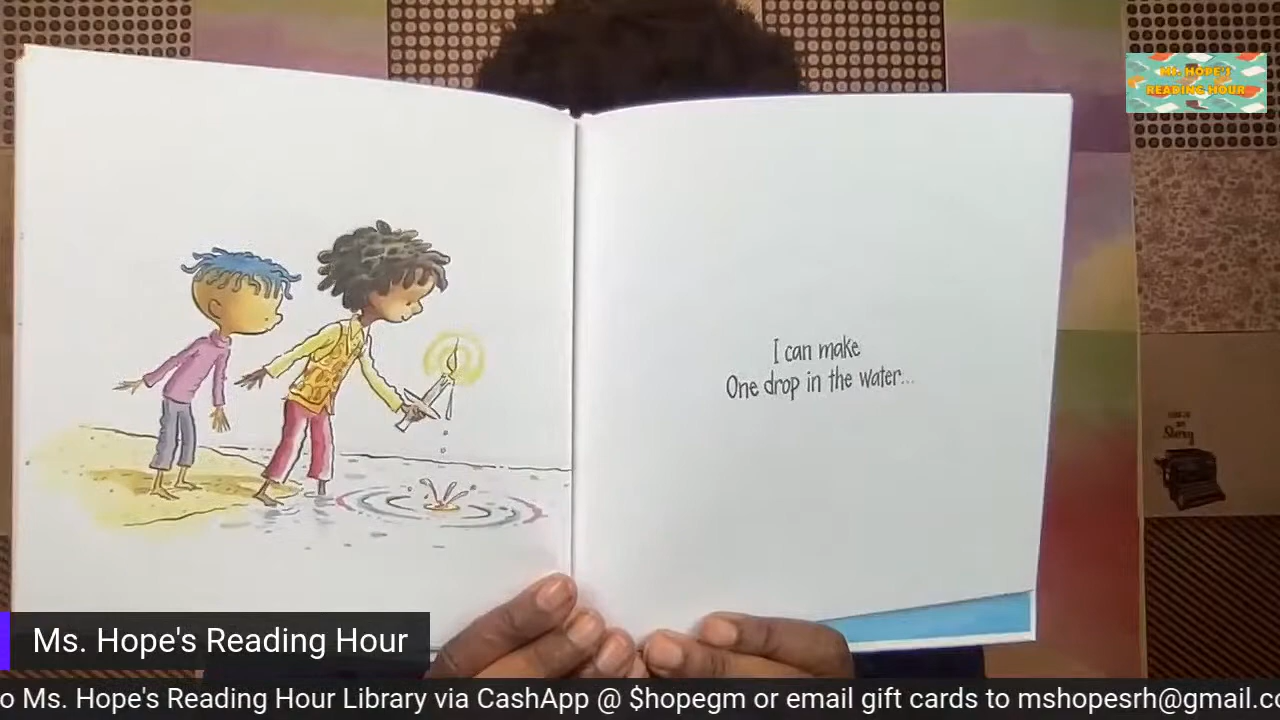 Ms. HOPE'S
READING HOUR
I can make
One drop in the water...
Story
Ms. Hope's Reading Hour
o Ms. Hope's Reading Hour Library via CashApp @ $hopegm or email gift cards to mshopesrh@gmail.co